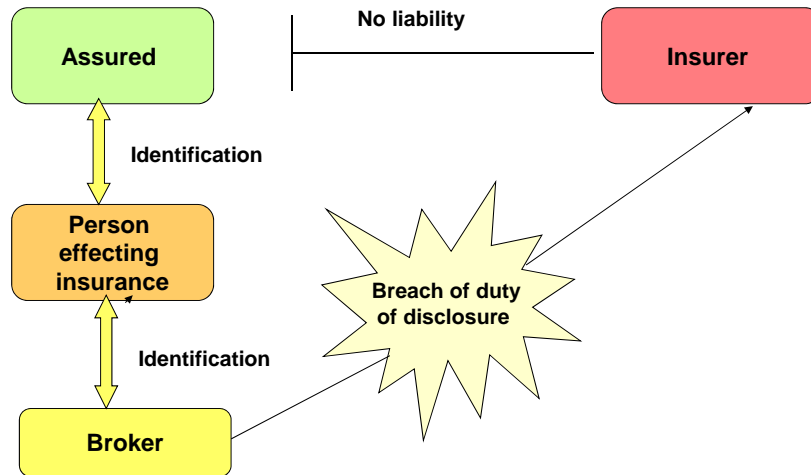 No liability
Assured
Insurer
Identification
Person
effecting
insurance
Breach of duty
of disclosure
Identification
Broker